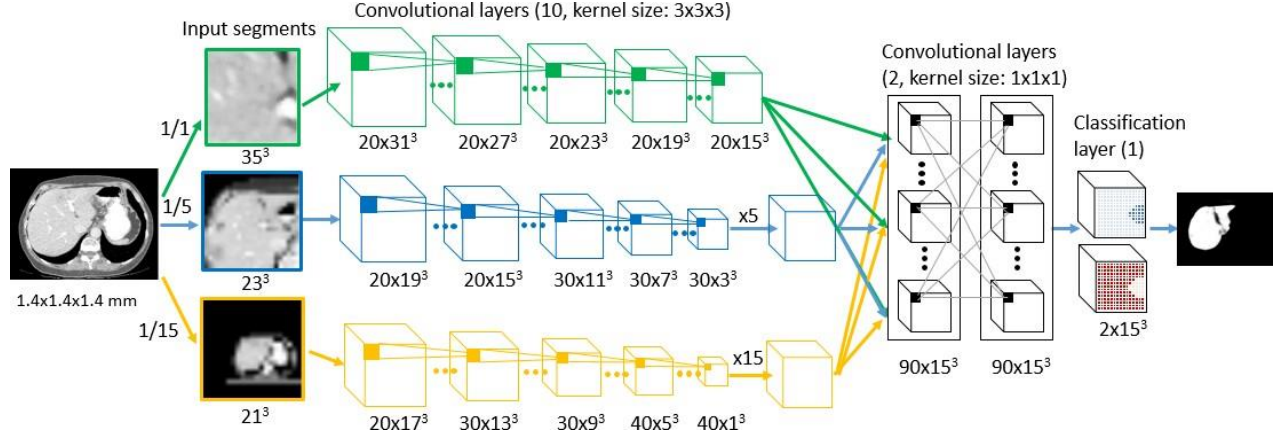 Convolutional layers (10, kernel size: 3x3x3)
Input segments
Convolutional layers
(2, kernel size: 1x1x1)
Classification
layer (1)
1/1
35³
20x31³
20x27³
20x23³
20x19³
20x15³
1/5
x5
23³
20x19³
20x15³
30x11³
30x7³
30x3³
1.4x1.4x1.4 mm
1/15
x15
21³
20x17³
30x13³
30x9³
40x5³
40x1³
90x15³
90x15³
2x15³